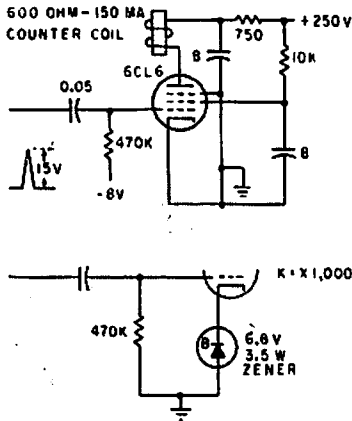 600 OHM-150 MA
COUNTER COIL
+250V
750
8
10K
6CL6
0.05
470K
8
15V
-8V
K = X 1,000
470K
8
6.8V
3.5 W
ZENER